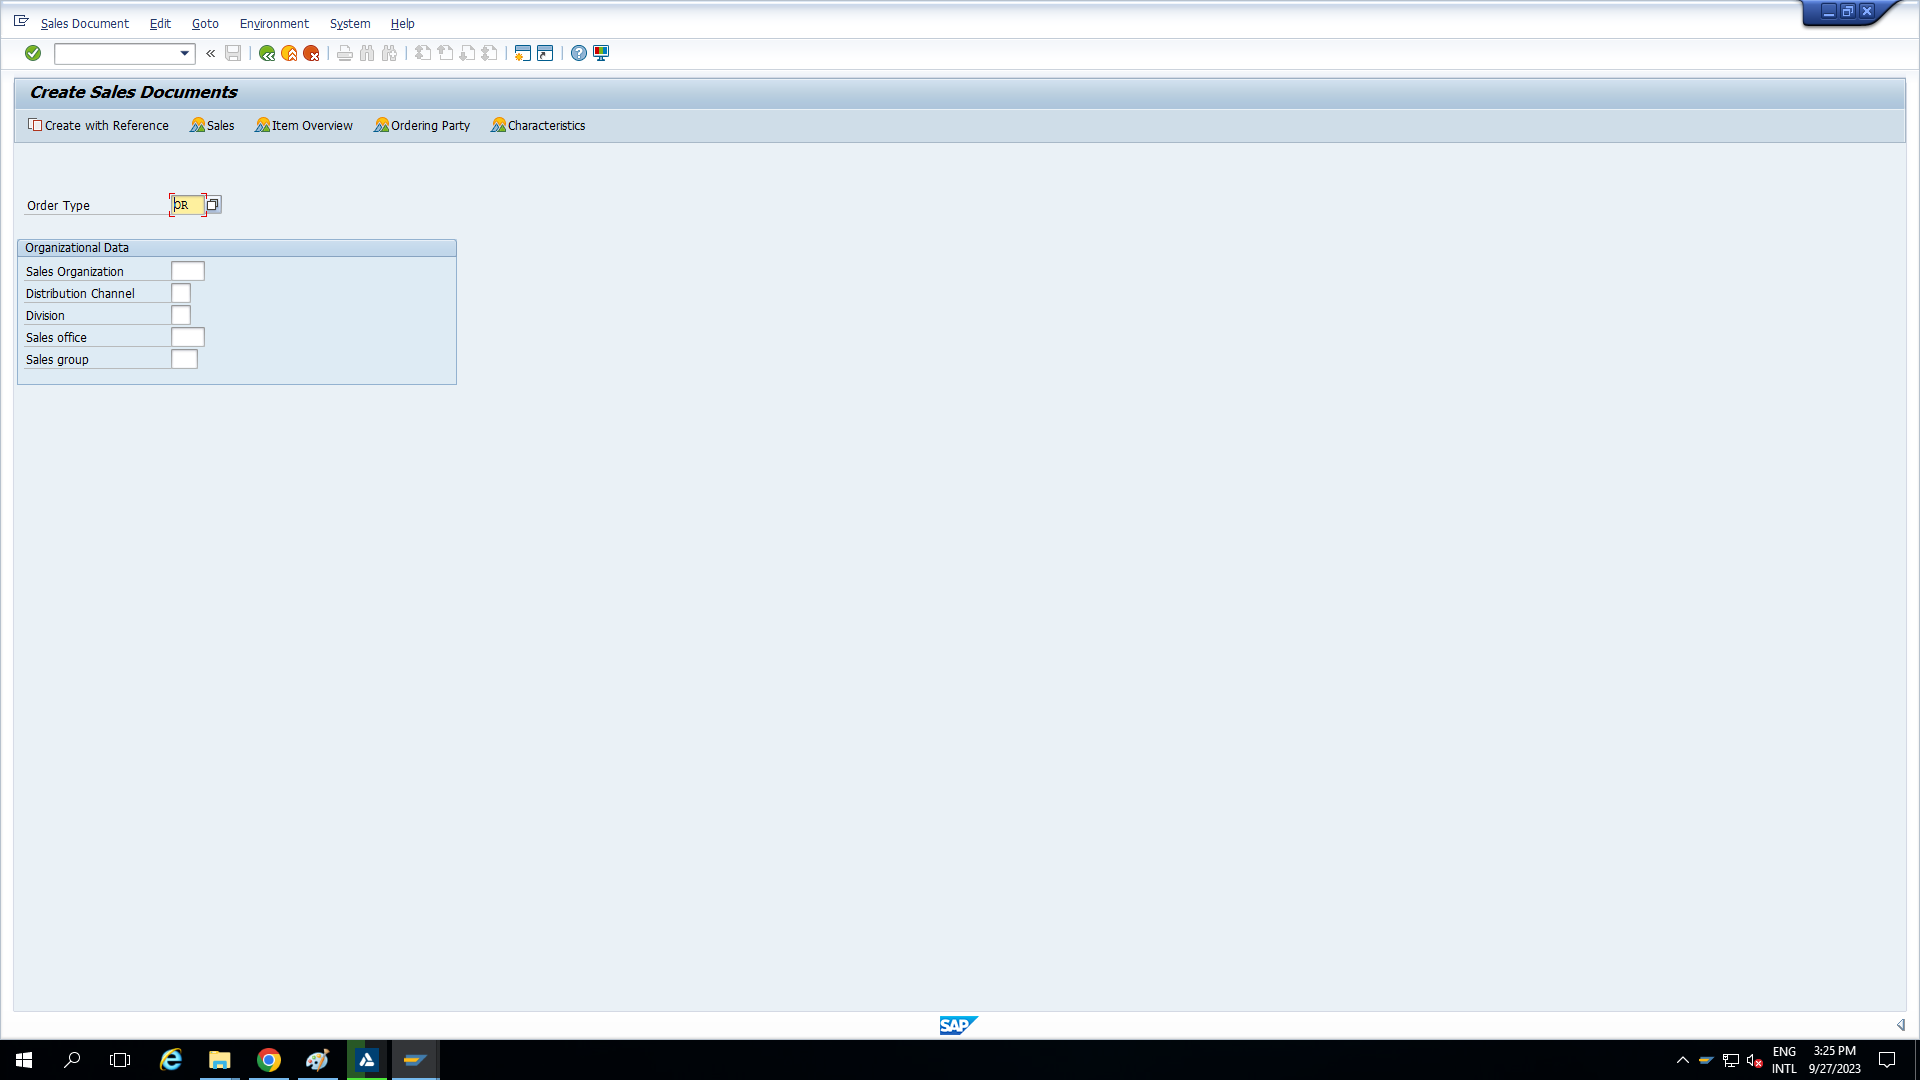 Sales Document Edit Goto Environment System Help
Create Sales Documents
Create with Reference Sales Item Overview Ordering Party Characteristics
Order Type OR
Organizational Data
Sales Organization
Distribution Channel
Division
Sales office
Sales group
SAP
ENG 3:25 PM
INTL 9/27/2023